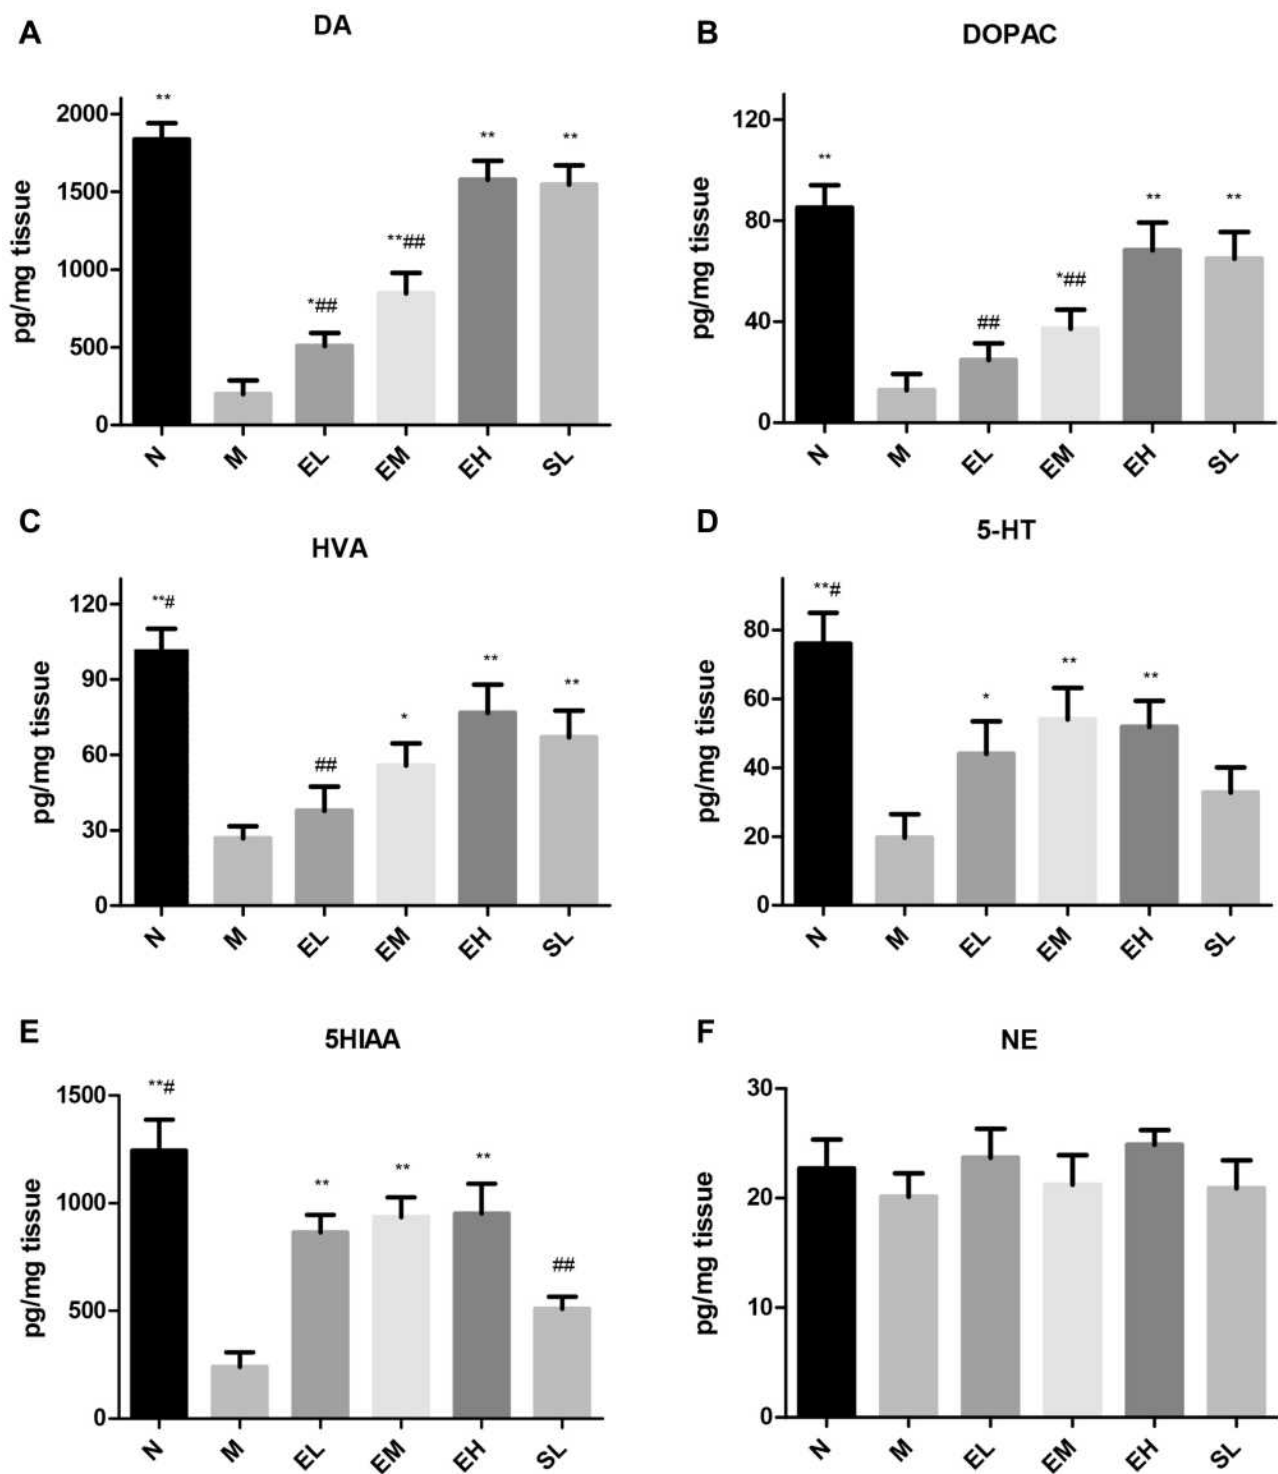 A
DA
pg/mg tissue
2000
1500
1000
500
0
**
*##
**##
**
**
N
M
EL
EM
EH
SL
B
DOPAC
pg/mg tissue
120
80
40
0
**
##
*##
**
**
N
M
EL
EM
EH
SL
C
HVA
pg/mg tissue
120
90
60
30
0
**#
##
*
**
**
N
M
EL
EM
EH
SL
D
5-HT
pg/mg tissue
80
60
40
20
0
**#
*
**
**
N
M
EL
EM
EH
SL
E
5HIAA
pg/mg tissue
1500
1000
500
0
**#
**
**
**
##
N
M
EL
EM
EH
SL
F
NE
pg/mg tissue
30
20
10
0
N
M
EL
EM
EH
SL